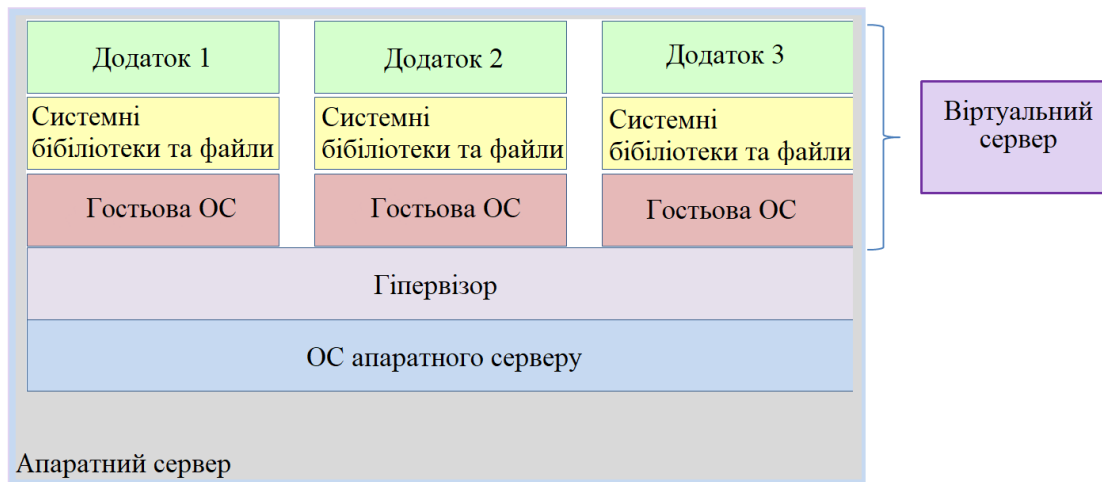 Додаток 1
Додаток 2
Додаток 3
Системні
бібіліотеки та файли
Системні
бібіліотеки та файли
Системні
бібіліотеки та файли
Віртуальний
сервер
Гостьова ОС
Гостьова ОС
Гостьова ОС
Гіпервізор
ОС апаратного серверу
Апаратний сервер